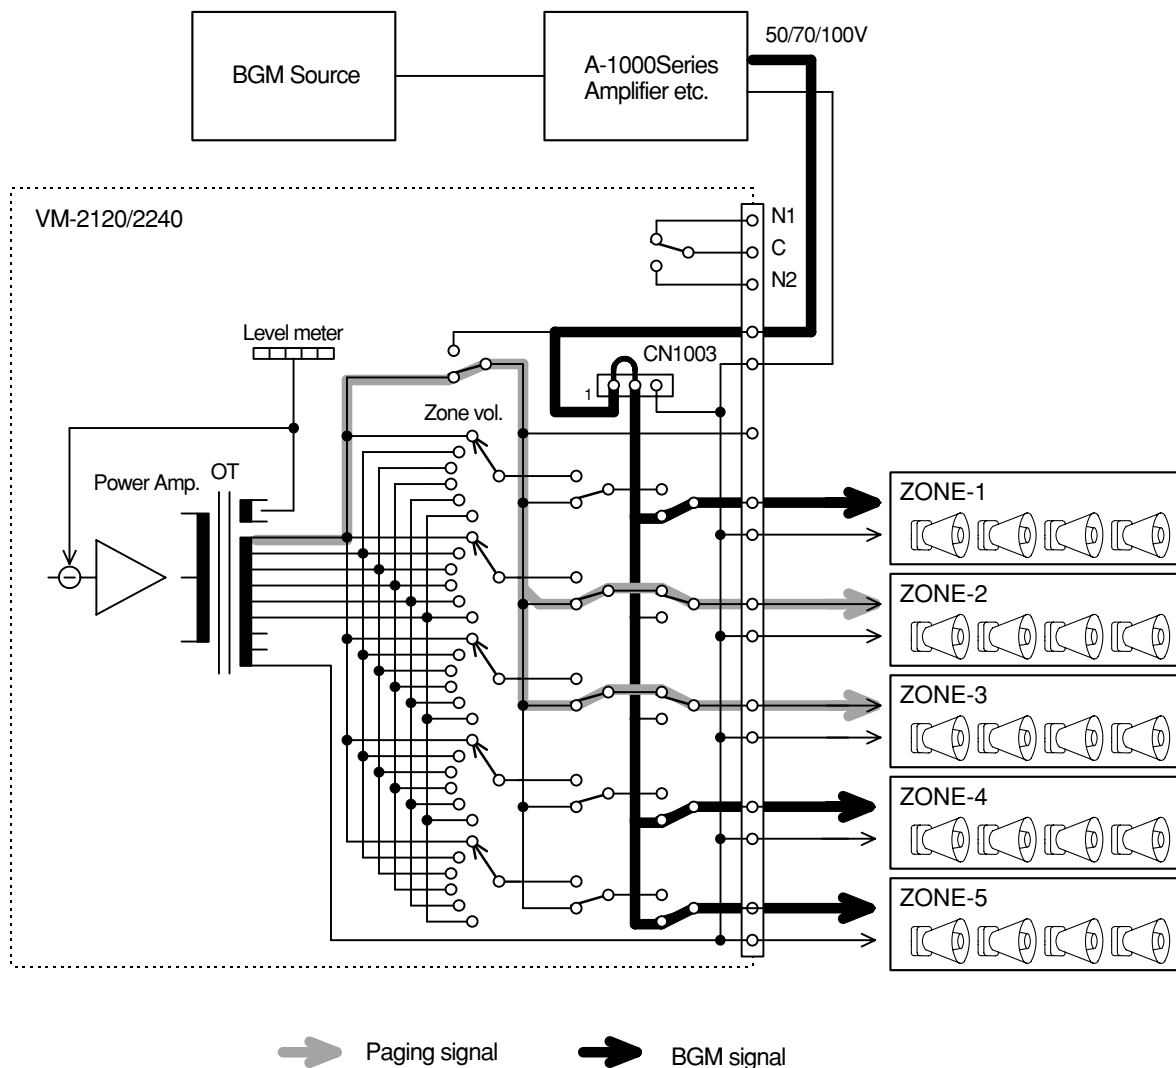 50/70/100V
BGM Source
A-1000Series
Amplifier etc.
VM-2120/2240
N1
C
N2
Level meter
CN1003
1
Zone vol.
Power Amp.
OT
ZONE-1
ZONE-2
ZONE-3
ZONE-4
ZONE-5
Paging signal
BGM signal